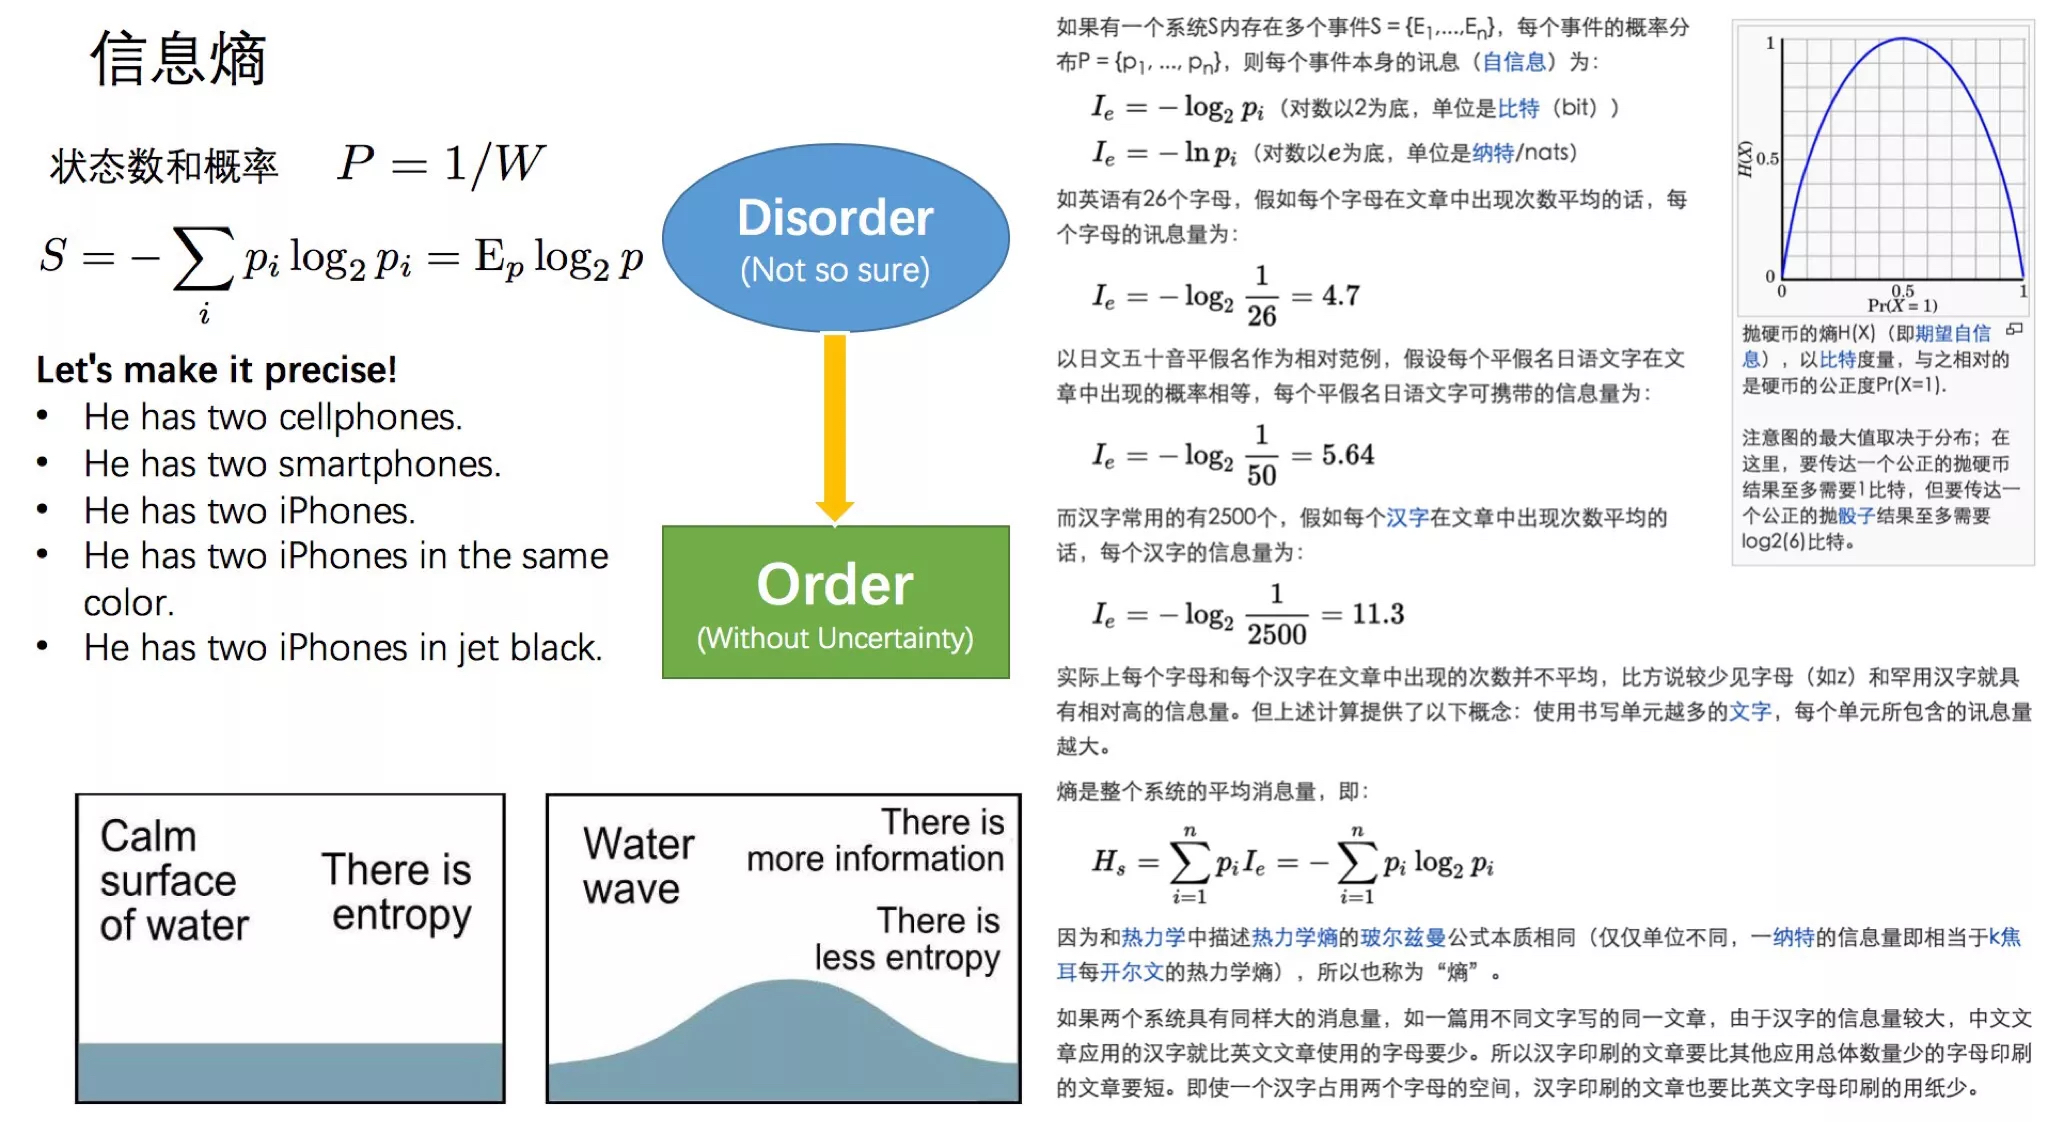 信息熵
状态数和概率 P = 1/W
S = − ∑_i p_i log_2 p_i = E_p log_2 p
Let's make it precise!
• He has two cellphones.
• He has two smartphones.
• He has two iPhones.
• He has two iPhones in the same
color.
• He has two iPhones in jet black.
Disorder
(Not so sure)
Order
(Without Uncertainty)
Calm
surface
of water
There is
entropy
Water
wave
There is
more information
There is
less entropy
如果有一个系统S内存在多个事件S = {E1,...,En}，每个事件的概率分
布P = {p1, ..., pn}，则每个事件本身的讯息（自信息）为：
I_e = − log_2 p_i（对数以2为底，单位是比特（bit））
I_e = − ln p_i（对数以e为底，单位是纳特/nats）
如英语有26个字母，假如每个字母在文章中出现次数平均的话，每
个字母的讯息量为：
I_e = − log_2 1/26 = 4.7
以日文五十音平假名作为相对范例，假设每个平假名日语文字在文
章中出现的概率相等，每个平假名日语文字可携带的信息量为：
I_e = − log_2 1/50 = 5.64
而汉字常用的有2500个，假如每个汉字在文章中出现次数平均的
话，每个汉字的信息量为：
I_e = − log_2 1/2500 = 11.3
实际上每个字母和每个汉字在文章中出现的次数并不平均，比方说较少见字母（如z）和罕用汉字就具
有相对高的信息量。但上述计算提供了以下概念：使用书写单元越多的文字，每个单元所包含的讯息量
越大。
熵是整个系统的平均消息量，即：
H_s = ∑_{i=1}^{n} p_i I_e = − ∑_{i=1}^{n} p_i log_2 p_i
因为和热力学中描述热力学熵的玻尔兹曼公式本质相同（仅仅单位不同，一纳特的信息量即相当于k焦
耳每开尔文的热力学熵），所以也称为“熵”。
如果两个系统具有同样大的消息量，如一篇用不同文字写的同一文章，由于汉字的信息量较大，中文文
章应用的汉字就比英文文章使用的字母要少。所以汉字印刷的文章要比其他应用总体数量少的字母印刷
的文章要短。即使一个汉字占用两个字母的空间，汉字印刷的文章也要比英文字母印刷的用纸少。
1
H(X)
0.5
0
0 0.5 1
Pr(X = 1)
抛硬币的熵H(X)（即期望自信
息），以比特度量，与之相对的
是硬币的公正度Pr(X=1).
注意图的最大值取决于分布；在
这里，要传达一个公正的抛硬币
结果至多需要1比特，但要传达一
个公正的抛骰子结果至多需要
log2(6)比特。